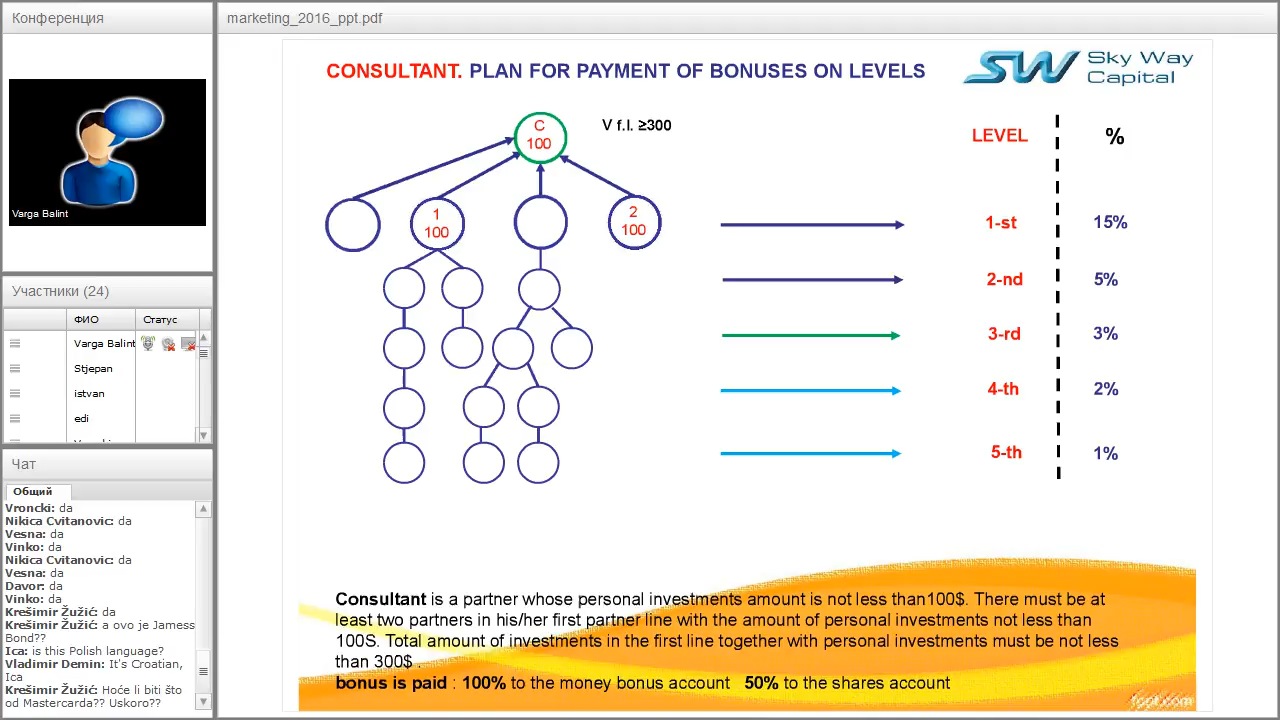 Конференция
Varga Balint
Участники (24)
ФИО Статус
Varga Balint
Stjepan
istvan
edi
Чат
Общий
Vroncki: da
Nikica Cvitanovic: da
Vesna: da
Vinko: da
Nikica Cvitanovic: da
Vesna: da
Davor: da
Vinko: da
Krešimir Žužić: da
Krešimir Žužić: a ovo je Jamess
Bond??
Ica: is this Polish language?
Vladimir Demin: It's Croatian,
Ica
Krešimir Žužić: Hoće li biti što
od Mastercarda?? Uskoro??
marketing_2016_ppt.pdf
CONSULTANT. PLAN FOR PAYMENT OF BONUSES ON LEVELS
SW Sky Way
Capital
C
100
V f.l. ≥300
LEVEL %
1
100
2
100
1-st 15%
2-nd 5%
3-rd 3%
4-th 2%
5-th 1%
Consultant is a partner whose personal investments amount is not less than100$. There must be at
least two partners in his/her first partner line with the amount of personal investments not less than
100S. Total amount of investments in the first line together with personal investments must be not less
than 300$ .
bonus is paid : 100% to the money bonus account 50% to the shares account
fppt.com